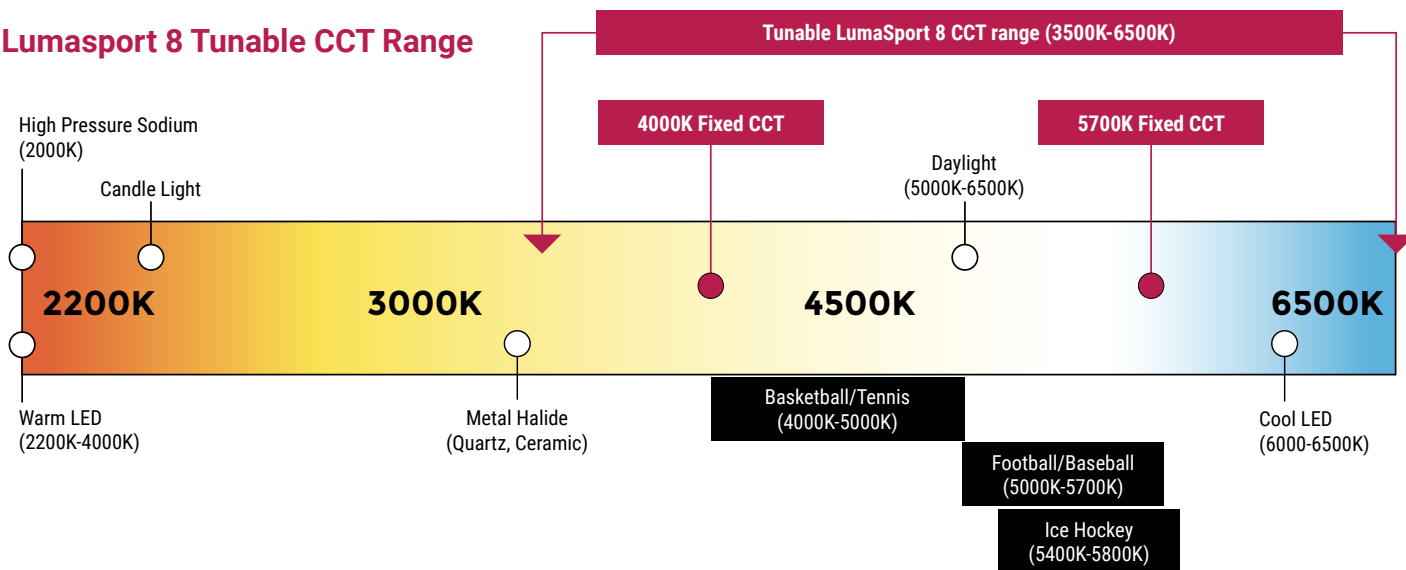 Lumasport 8 Tunable CCT Range
Tunable LumaSport 8 CCT range (3500K-6500K)
4000K Fixed CCT
5700K Fixed CCT
High Pressure Sodium
(2000K)
Candle Light
Daylight
(5000K-6500K)
2200K
3000K
4500K
6500K
Warm LED
(2200K-4000K)
Metal Halide
(Quartz, Ceramic)
Basketball/Tennis
(4000K-5000K)
Cool LED
(6000-6500K)
Football/Baseball
(5000K-5700K)
Ice Hockey
(5400K-5800K)